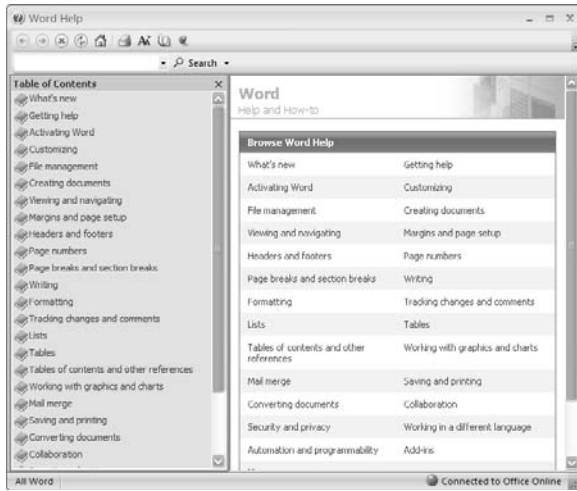 Word Help
Search
Table of Contents
What's new
Getting help
Activating Word
Customizing
File management
Creating documents
Viewing and navigating
Margins and page setup
Headers and footers
Page numbers
Page breaks and section breaks
Writing
Formatting
Tracking changes and comments
Lists
Tables
Tables of contents and other references
Working with graphics and charts
Mail merge
Saving and printing
Converting documents
Collaboration
Word
Help and How-to
Browse Word Help
What's new Getting help
Activating Word Customizing
File management Creating documents
Viewing and navigating Margins and page setup
Headers and footers Page numbers
Page breaks and section breaks Writing
Formatting Tracking changes and comments
Lists Tables
Tables of contents and other Working with graphics and charts
references
Mail merge Saving and printing
Converting documents Collaboration
Security and privacy Working in a different language
Automation and programmability Add-ins
All Word Connected to Office Online